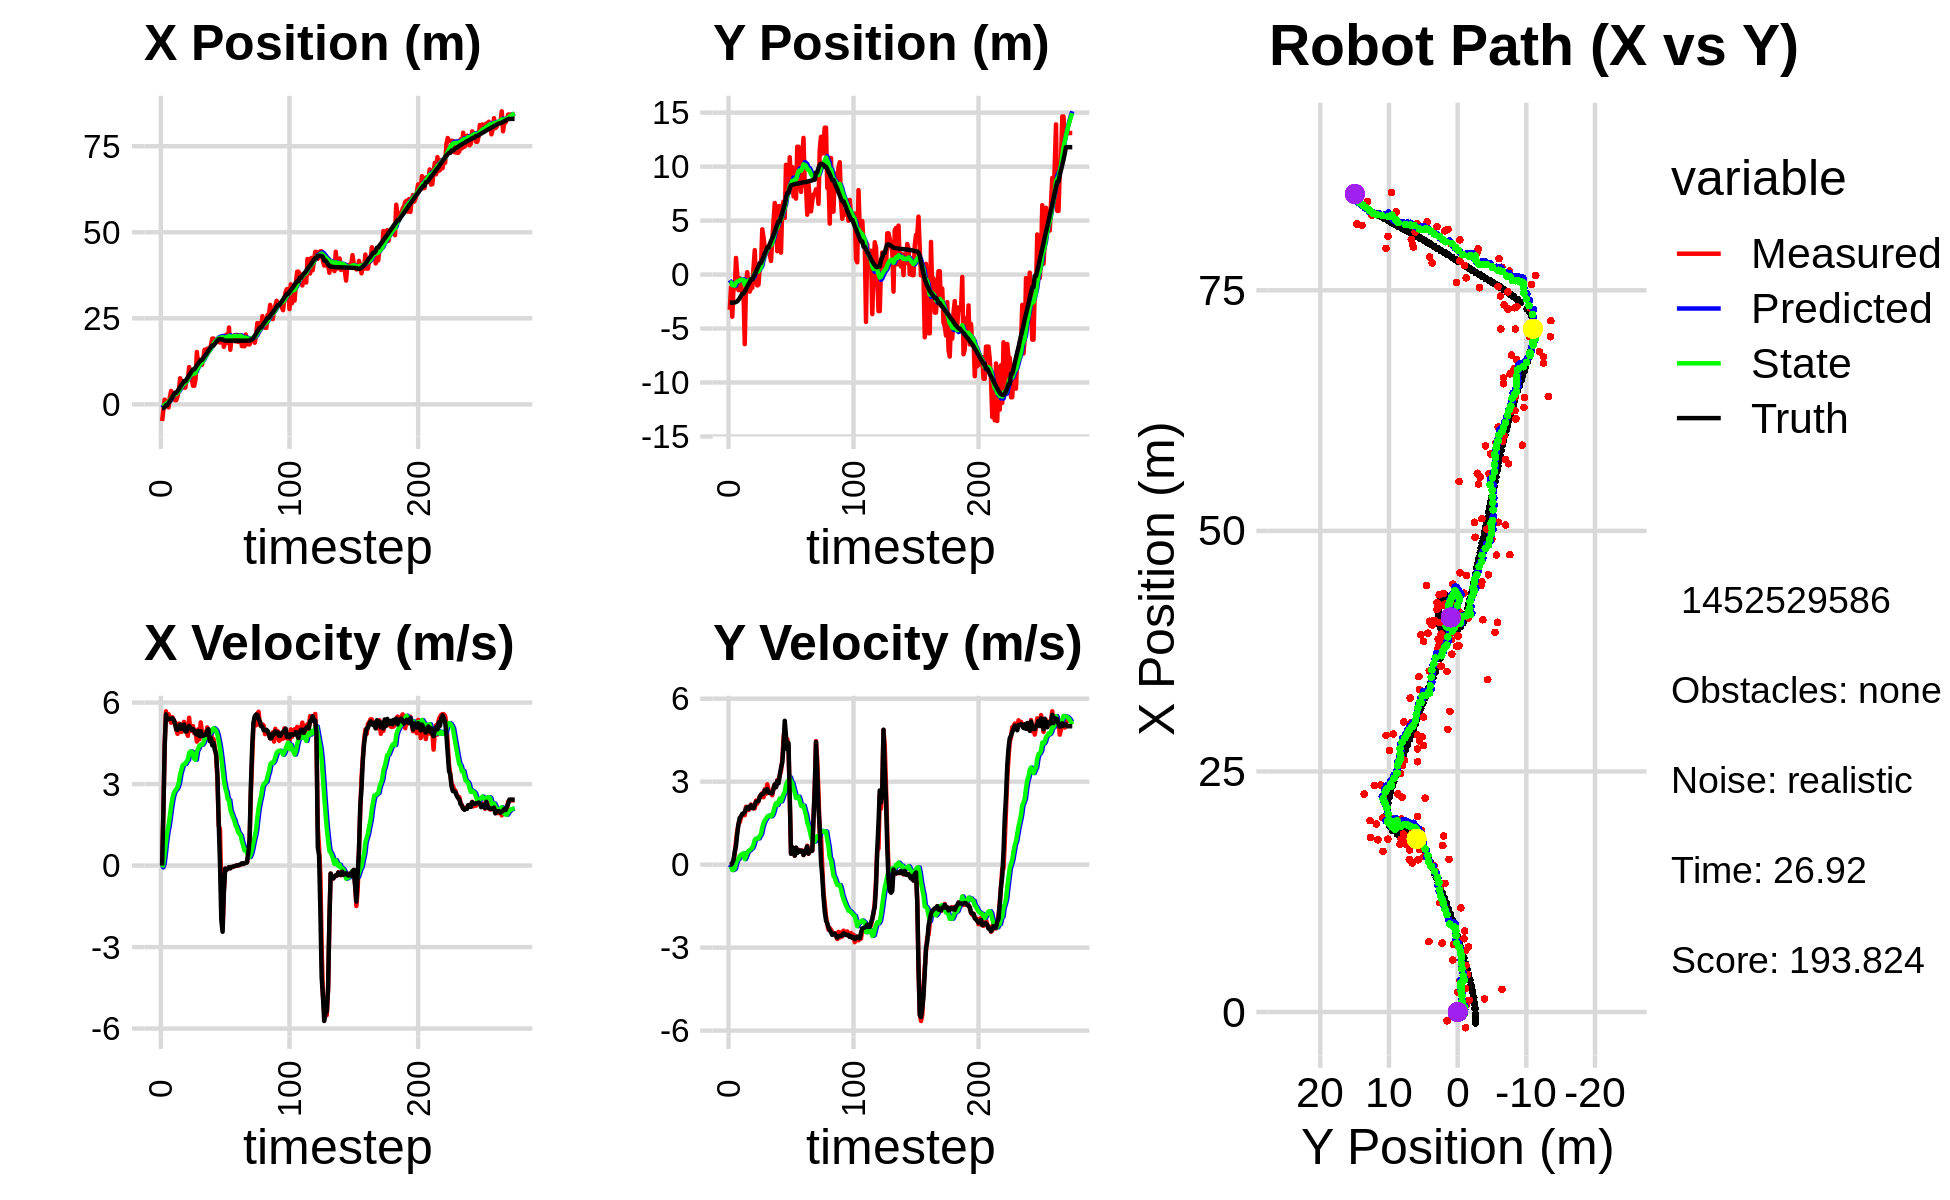 X Position (m)
75
50
25
0
0
100
200
timestep
Y Position (m)
15
10
5
0
-5
-10
-15
0
100
200
timestep
X Velocity (m/s)
6
3
0
-3
-6
0
100
200
timestep
Y Velocity (m/s)
6
3
0
-3
-6
0
100
200
timestep
Robot Path (X vs Y)
X Position (m)
75
50
25
0
20 10 0 -10 -20
Y Position (m)
variable
Measured
Predicted
State
Truth
1452529586
Obstacles: none
Noise: realistic
Time: 26.92
Score: 193.824